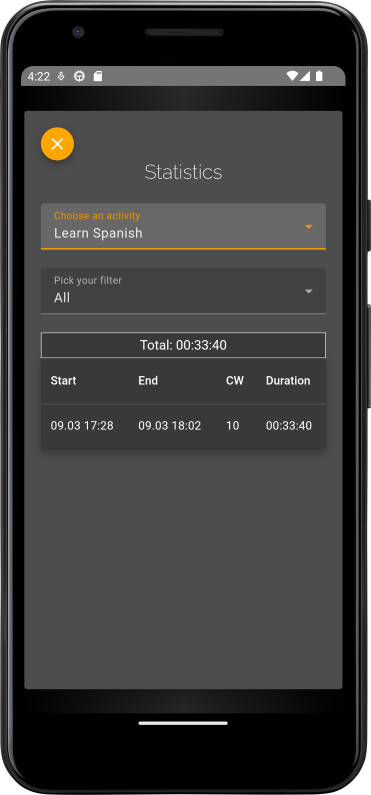 4:22
Statistics
Choose an activity
Learn Spanish
Pick your filter
All
Total: 00:33:40
Start End CW Duration
09.03 17:28 09.03 18:02 10 00:33:40